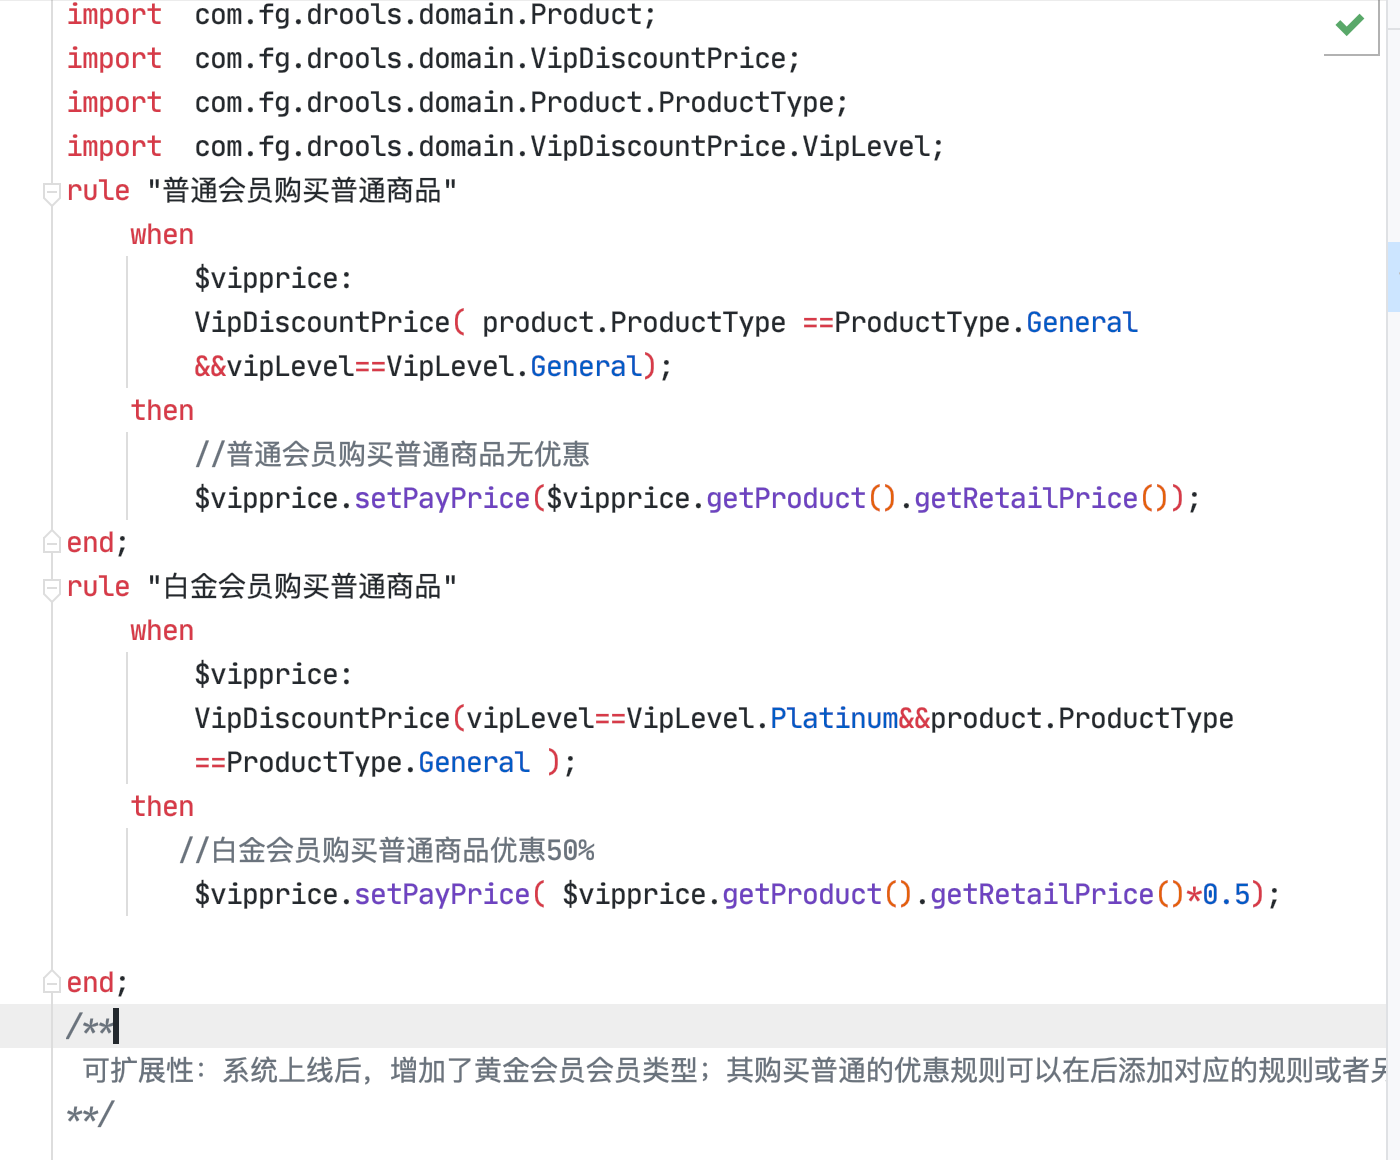 import  com.fg.drools.domain.Product;
import  com.fg.drools.domain.VipDiscountPrice;
import  com.fg.drools.domain.Product.ProductType;
import  com.fg.drools.domain.VipDiscountPrice.VipLevel;
rule "普通会员购买普通商品"
when
$vipprice:
VipDiscountPrice( product.ProductType ==ProductType.General
&&vipLevel==VipLevel.General);
then
//普通会员购买普通商品无优惠
$vipprice.setPayPrice($vipprice.getProduct().getRetailPrice());
end;
rule "白金会员购买普通商品"
when
$vipprice:
VipDiscountPrice(vipLevel==VipLevel.Platinum&&product.ProductType
==ProductType.General );
then
//白金会员购买普通商品优惠50%
$vipprice.setPayPrice( $vipprice.getProduct().getRetailPrice()*0.5);
end;
/**
可扩展性：系统上线后，增加了黄金会员会员类型；其购买普通的优惠规则可以在后添加对应的规则或者
**/